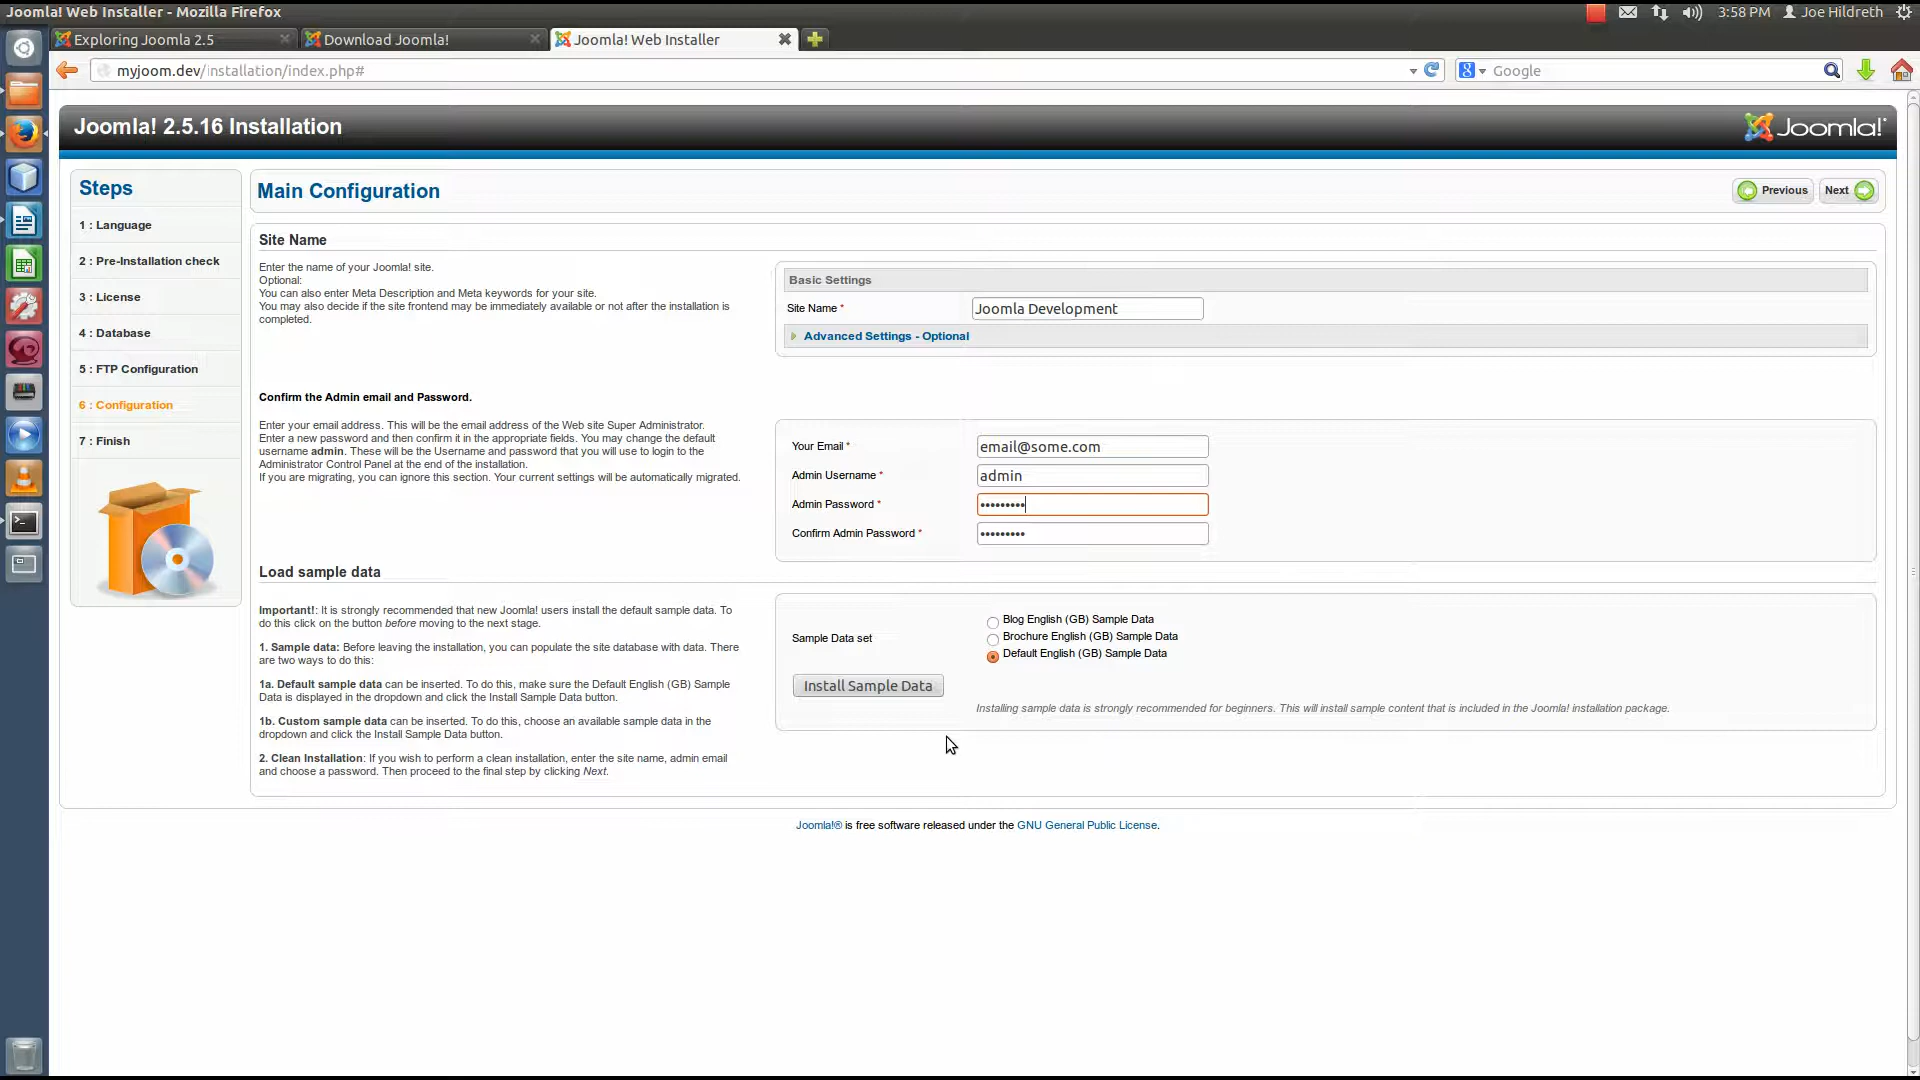 Joomla! Web Installer - Mozilla Firefox
3:58 PM
Joe Hildreth
Exploring Joomla 2.5
Download Joomla!
Joomla! Web Installer
myjoom.dev/installation/index.php#
Google
Joomla! 2.5.16 Installation
Joomla!
Steps
1 : Language
2 : Pre-Installation check
3 : License
4 : Database
5 : FTP Configuration
6 : Configuration
7 : Finish
Main Configuration
Previous
Next
Site Name
Enter the name of your Joomla! site.
Optional:
You can also enter Meta Description and Meta keywords for your site.
You may also decide if the site frontend may be immediately available or not after the installation is
completed.
Basic Settings
Site Name *
Joomla Development
Advanced Settings - Optional
Confirm the Admin email and Password.
Enter your email address. This will be the email address of the Web site Super Administrator.
Enter a new password and then confirm it in the appropriate fields. You may change the default
username admin. These will be the Username and password that you will use to login to the
Administrator Control Panel at the end of the installation.
If you are migrating, you can ignore this section. Your current settings will be automatically migrated.
Your Email *
email@some.com
Admin Username *
admin
Admin Password *
•••••••••
Confirm Admin Password *
•••••••••
Load sample data
Important!: It is strongly recommended that new Joomla! users install the default sample data. To
do this click on the button before moving to the next stage.
1. Sample data: Before leaving the installation, you can populate the site database with data. There
are two ways to do this:
1a. Default sample data can be inserted. To do this, make sure the Default English (GB) Sample
Data is displayed in the dropdown and click the Install Sample Data button.
1b. Custom sample data can be inserted. To do this, choose an available sample data in the
dropdown and click the Install Sample Data button.
2. Clean Installation: If you wish to perform a clean installation, enter the site name, admin email
and choose a password. Then proceed to the final step by clicking Next.
Sample Data set
Blog English (GB) Sample Data
Brochure English (GB) Sample Data
Default English (GB) Sample Data
Install Sample Data
Installing sample data is strongly recommended for beginners. This will install sample content that is included in the Joomla! installation package.
Joomla!® is free software released under the GNU General Public License.